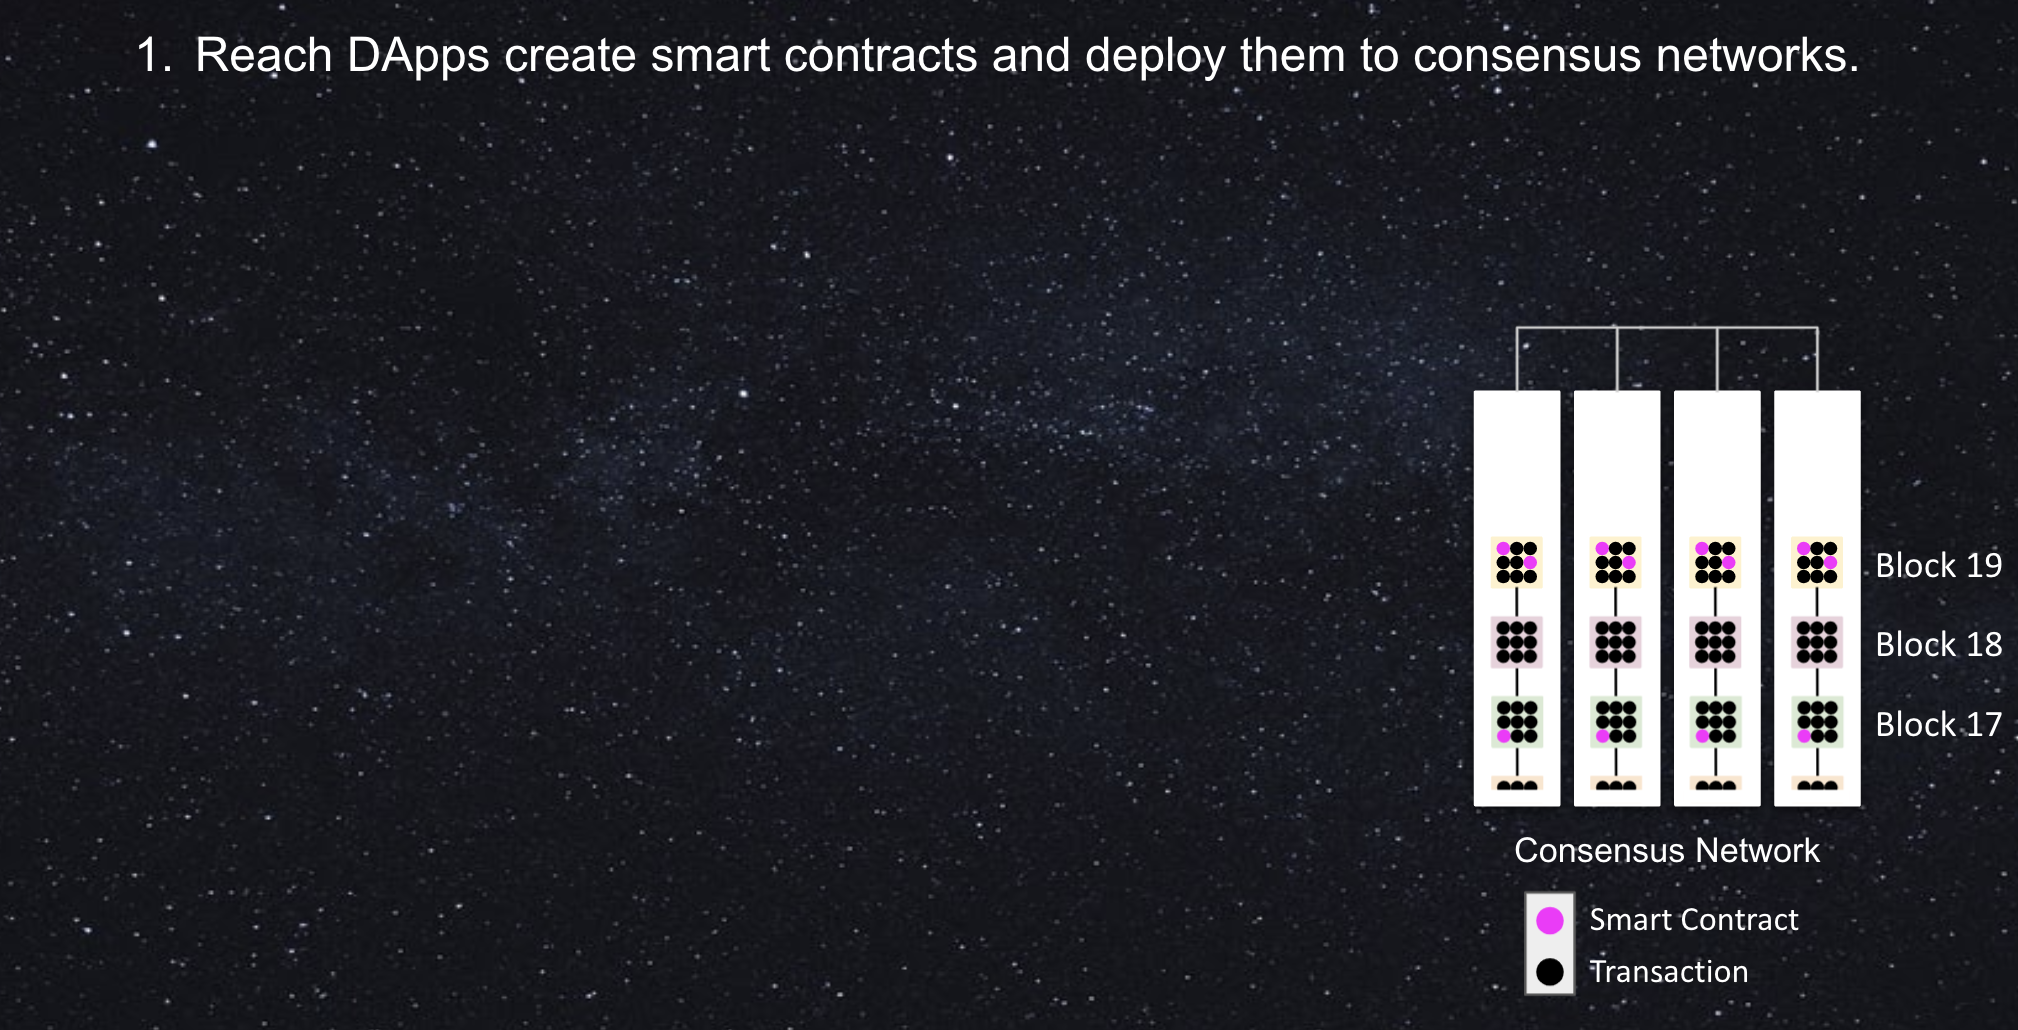 1. Reach DApps create smart contracts and deploy them to consensus networks.
Block 19
Block 18
Block 17
Consensus Network
Smart Contract
Transaction